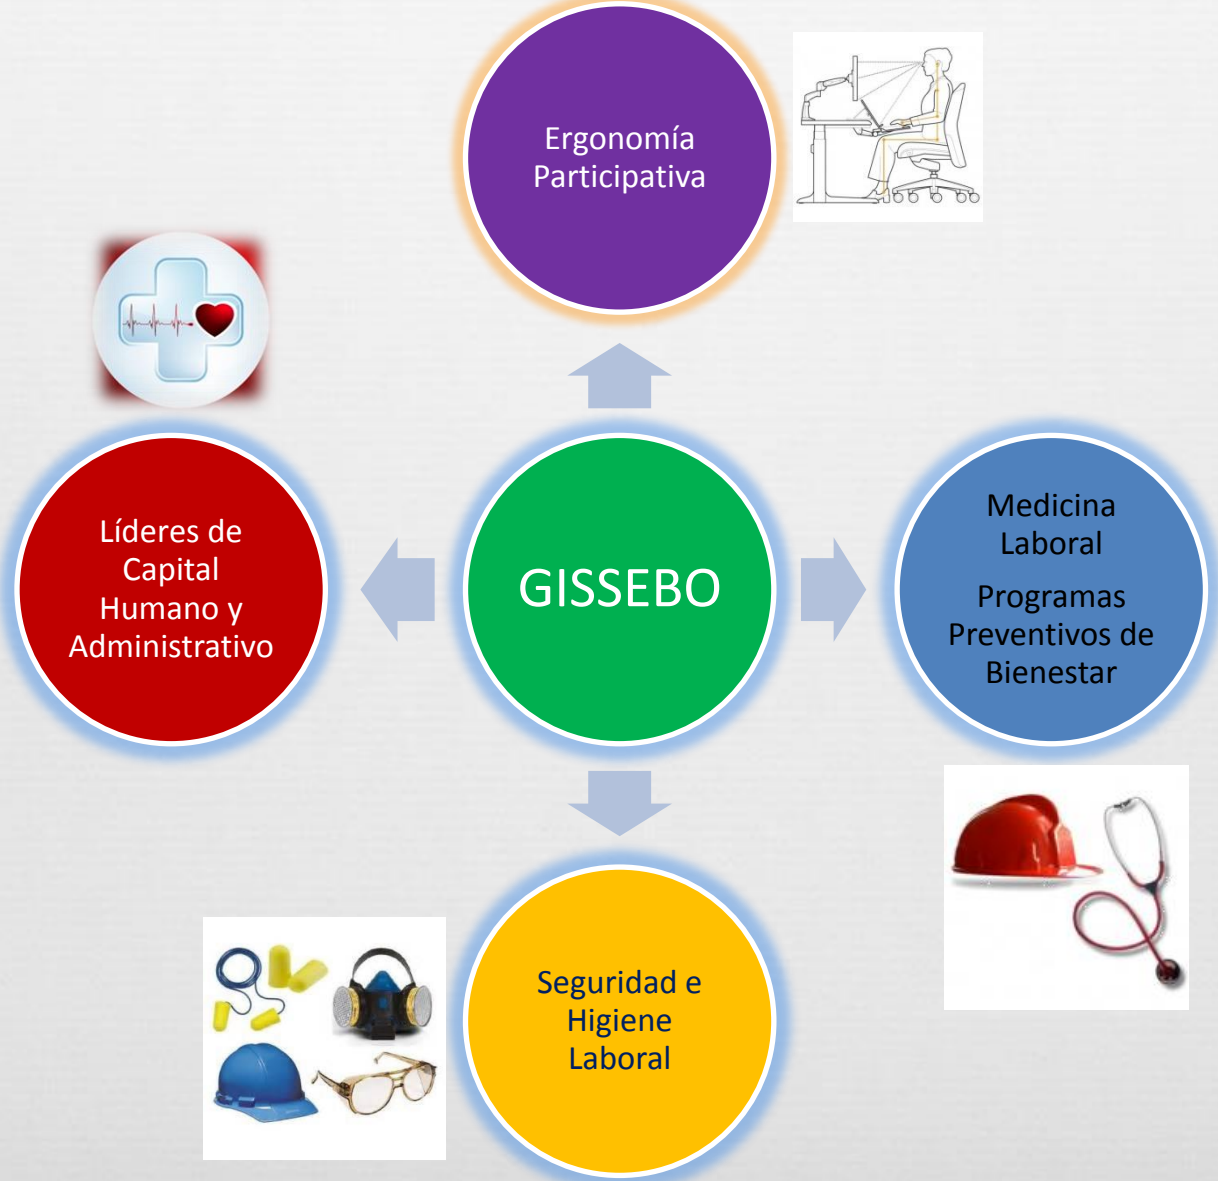 Ergonomía
Participativa
Líderes de
Capital
Humano y
Administrativo
GISSEBO
Medicina
Laboral
Programas
Preventivos de
Bienestar
Seguridad e
Higiene
Laboral